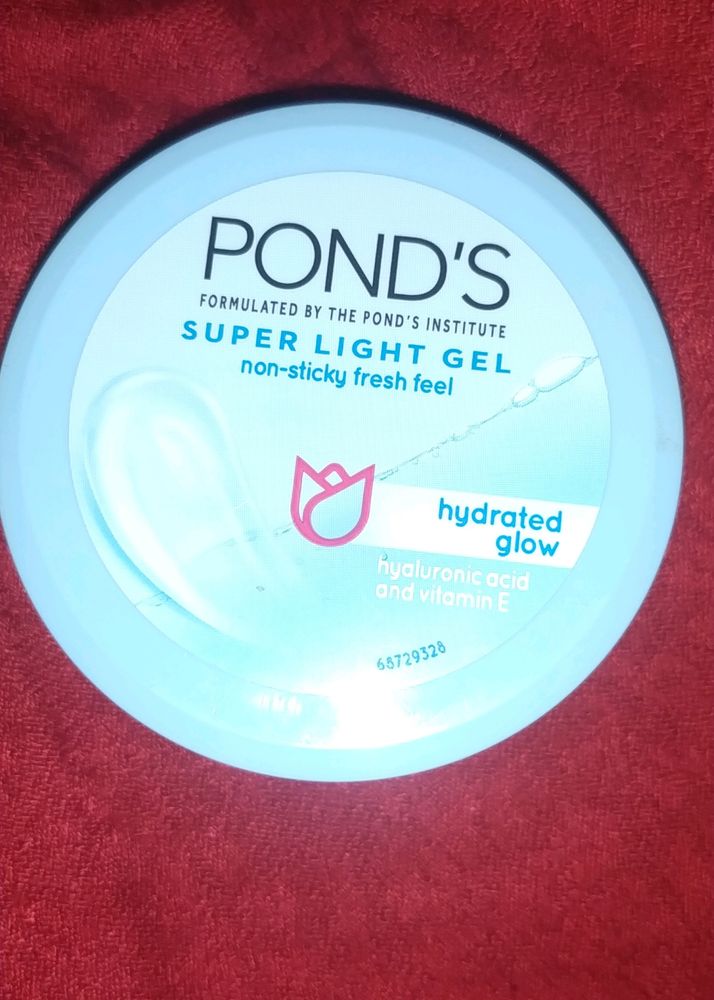 POND'S
FORMULATED BY THE POND'S INSTITUTE
SUPER LIGHT GEL
non-sticky fresh feel
hydrated
glow
hyaluronic acid
and vitamin E
68729328